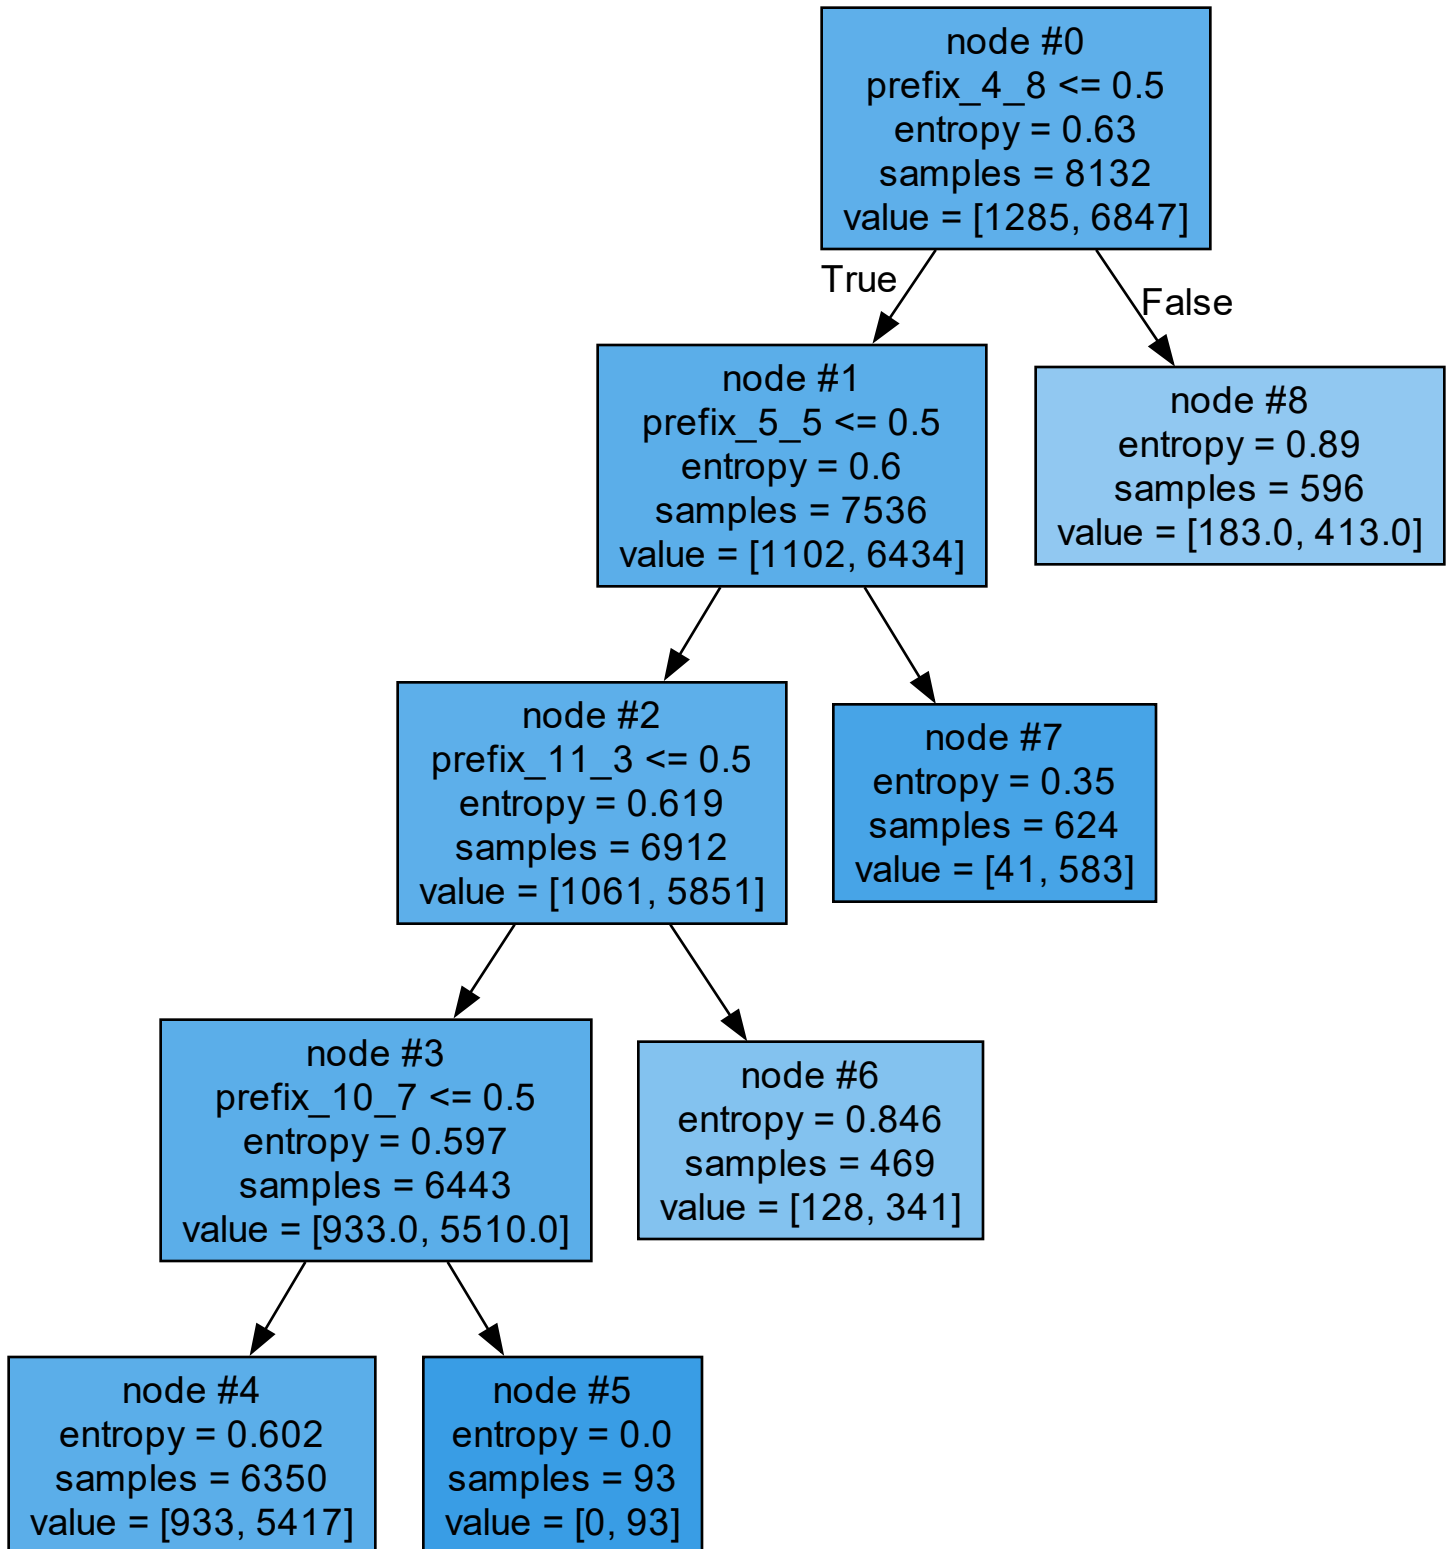 node #0
prefix_4_8 <= 0.5
entropy = 0.63
samples = 8132
value = [1285, 6847]
True
False
node #1
prefix_5_5 <= 0.5
entropy = 0.6
samples = 7536
value = [1102, 6434]
node #8
entropy = 0.89
samples = 596
value = [183.0, 413.0]
node #2
prefix_11_3 <= 0.5
entropy = 0.619
samples = 6912
value = [1061, 5851]
node #7
entropy = 0.35
samples = 624
value = [41, 583]
node #3
prefix_10_7 <= 0.5
entropy = 0.597
samples = 6443
value = [933.0, 5510.0]
node #6
entropy = 0.846
samples = 469
value = [128, 341]
node #4
entropy = 0.602
samples = 6350
value = [933, 5417]
node #5
entropy = 0.0
samples = 93
value = [0, 93]